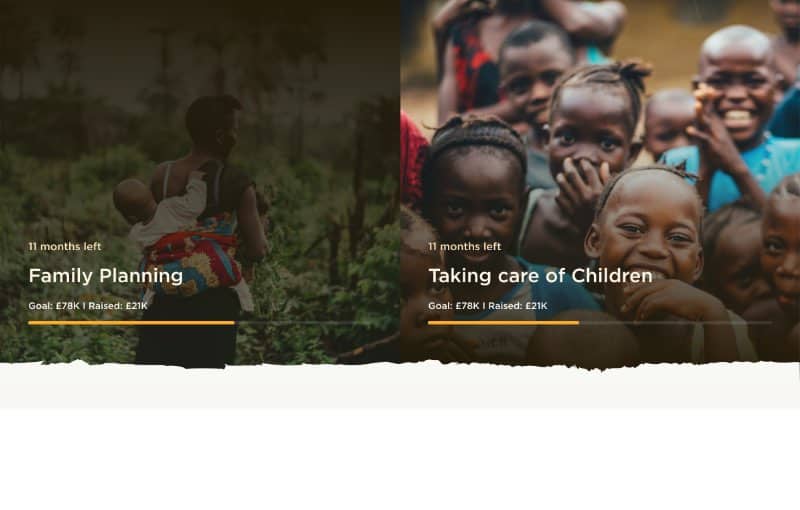 11 months left
Family Planning
Goal: £78K I Raised: £21K
11 months left
Taking care of Children
Goal: £78K I Raised: £21K